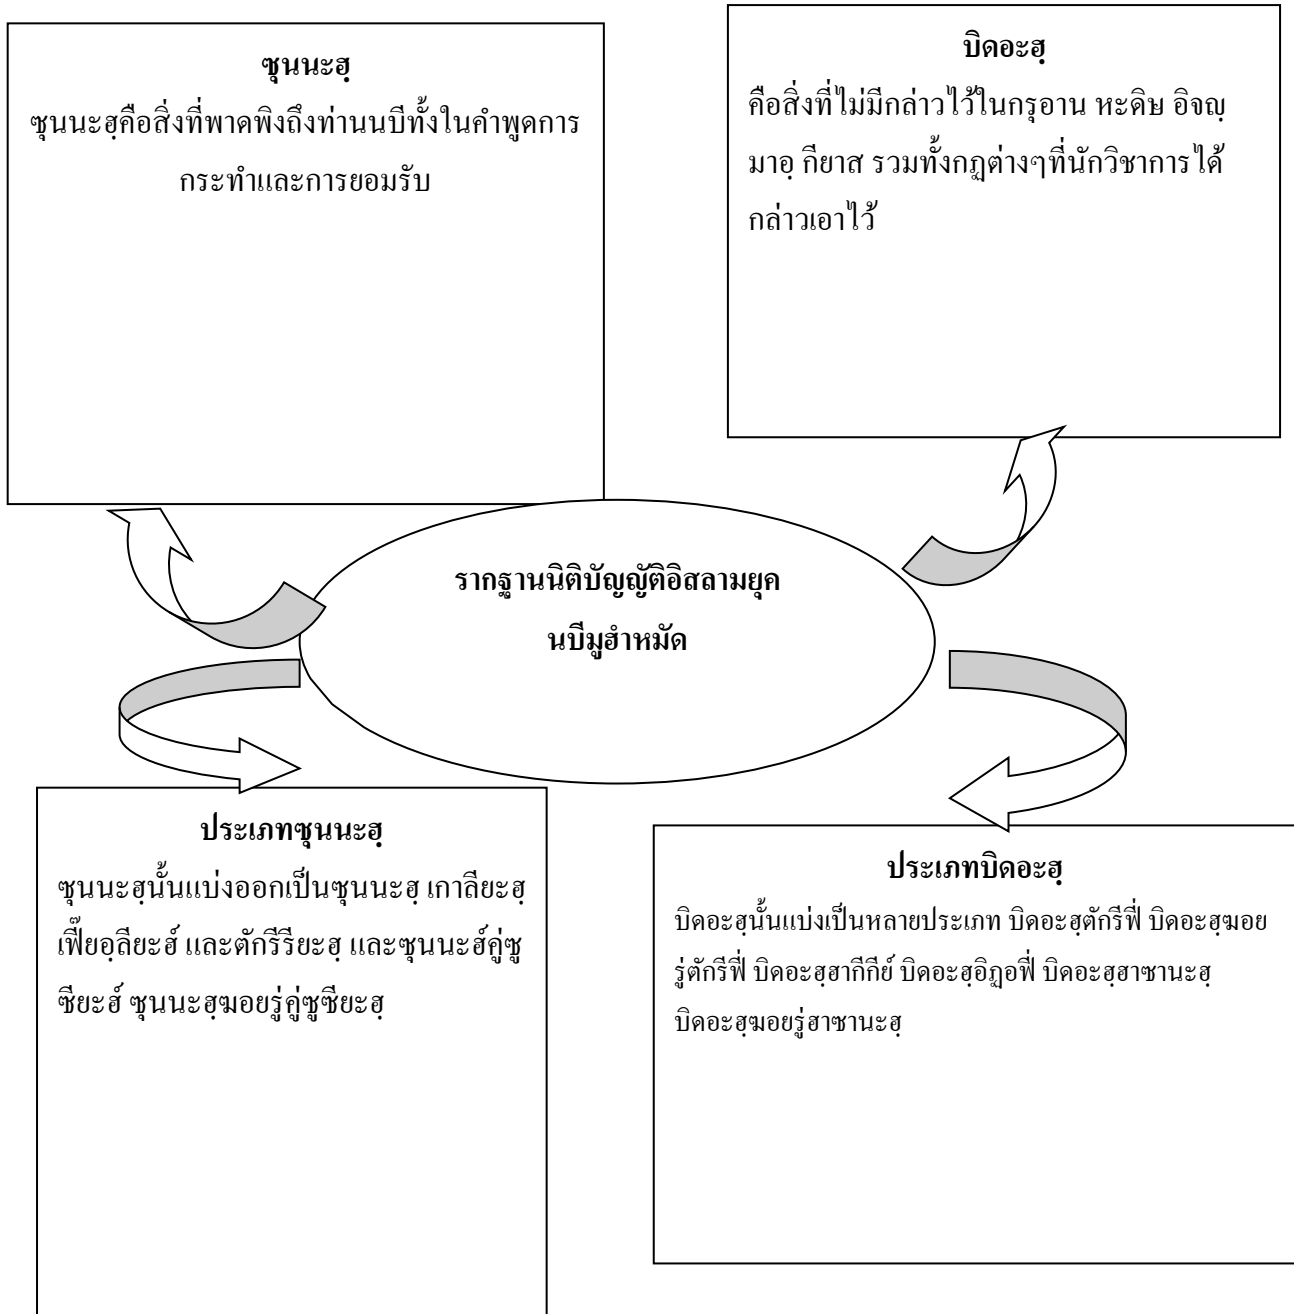 ซุนนะฮฺ
ซุนนะฮฺคือสิ่งที่พาดพิงถึงท่านนบีทั้งในคำพูดการ
กระทำและการยอมรับ
บิดอะฮฺ
คือสิ่งที่ไม่มีกล่าวไว้ในกรุอาน หะดิษ อิจญฺ
มาอฺ กียาส รวมทั้งกฏต่างๆที่นักวิชาการได้
กล่าวเอาไว้
รากฐานนิติบัญญัติอิสลามยุค
นบีมูฮำหมัด
ประเภทซุนนะฮฺ
ซุนนะฮฺนั้นแบ่งออกเป็นซุนนะฮฺ เกาลียะฮฺ
เฟี๊ยอฺลียะฮ์ และตักรีรียะฮฺ และซุนนะฮ์คู่ซู
ซียะฮ์ ซุนนะฮฺฆอยรู่คู่ซูซียะฮฺ
ประเภทบิดอะฮฺ
บิดอะฮฺนั้นแบ่งเป็นหลายประเภท บิดอะฮฺตักรีฟี่ บิดอะฮฺฆอย
รู่ตักรีฟี่ บิดอะฮฺฮากีกีย์ บิดอะฮฺอิฎอฟี่ บิดอะฮฺฮาซานะฮฺ
บิดอะฮฺฆอยรู่ฮาซานะฮฺ